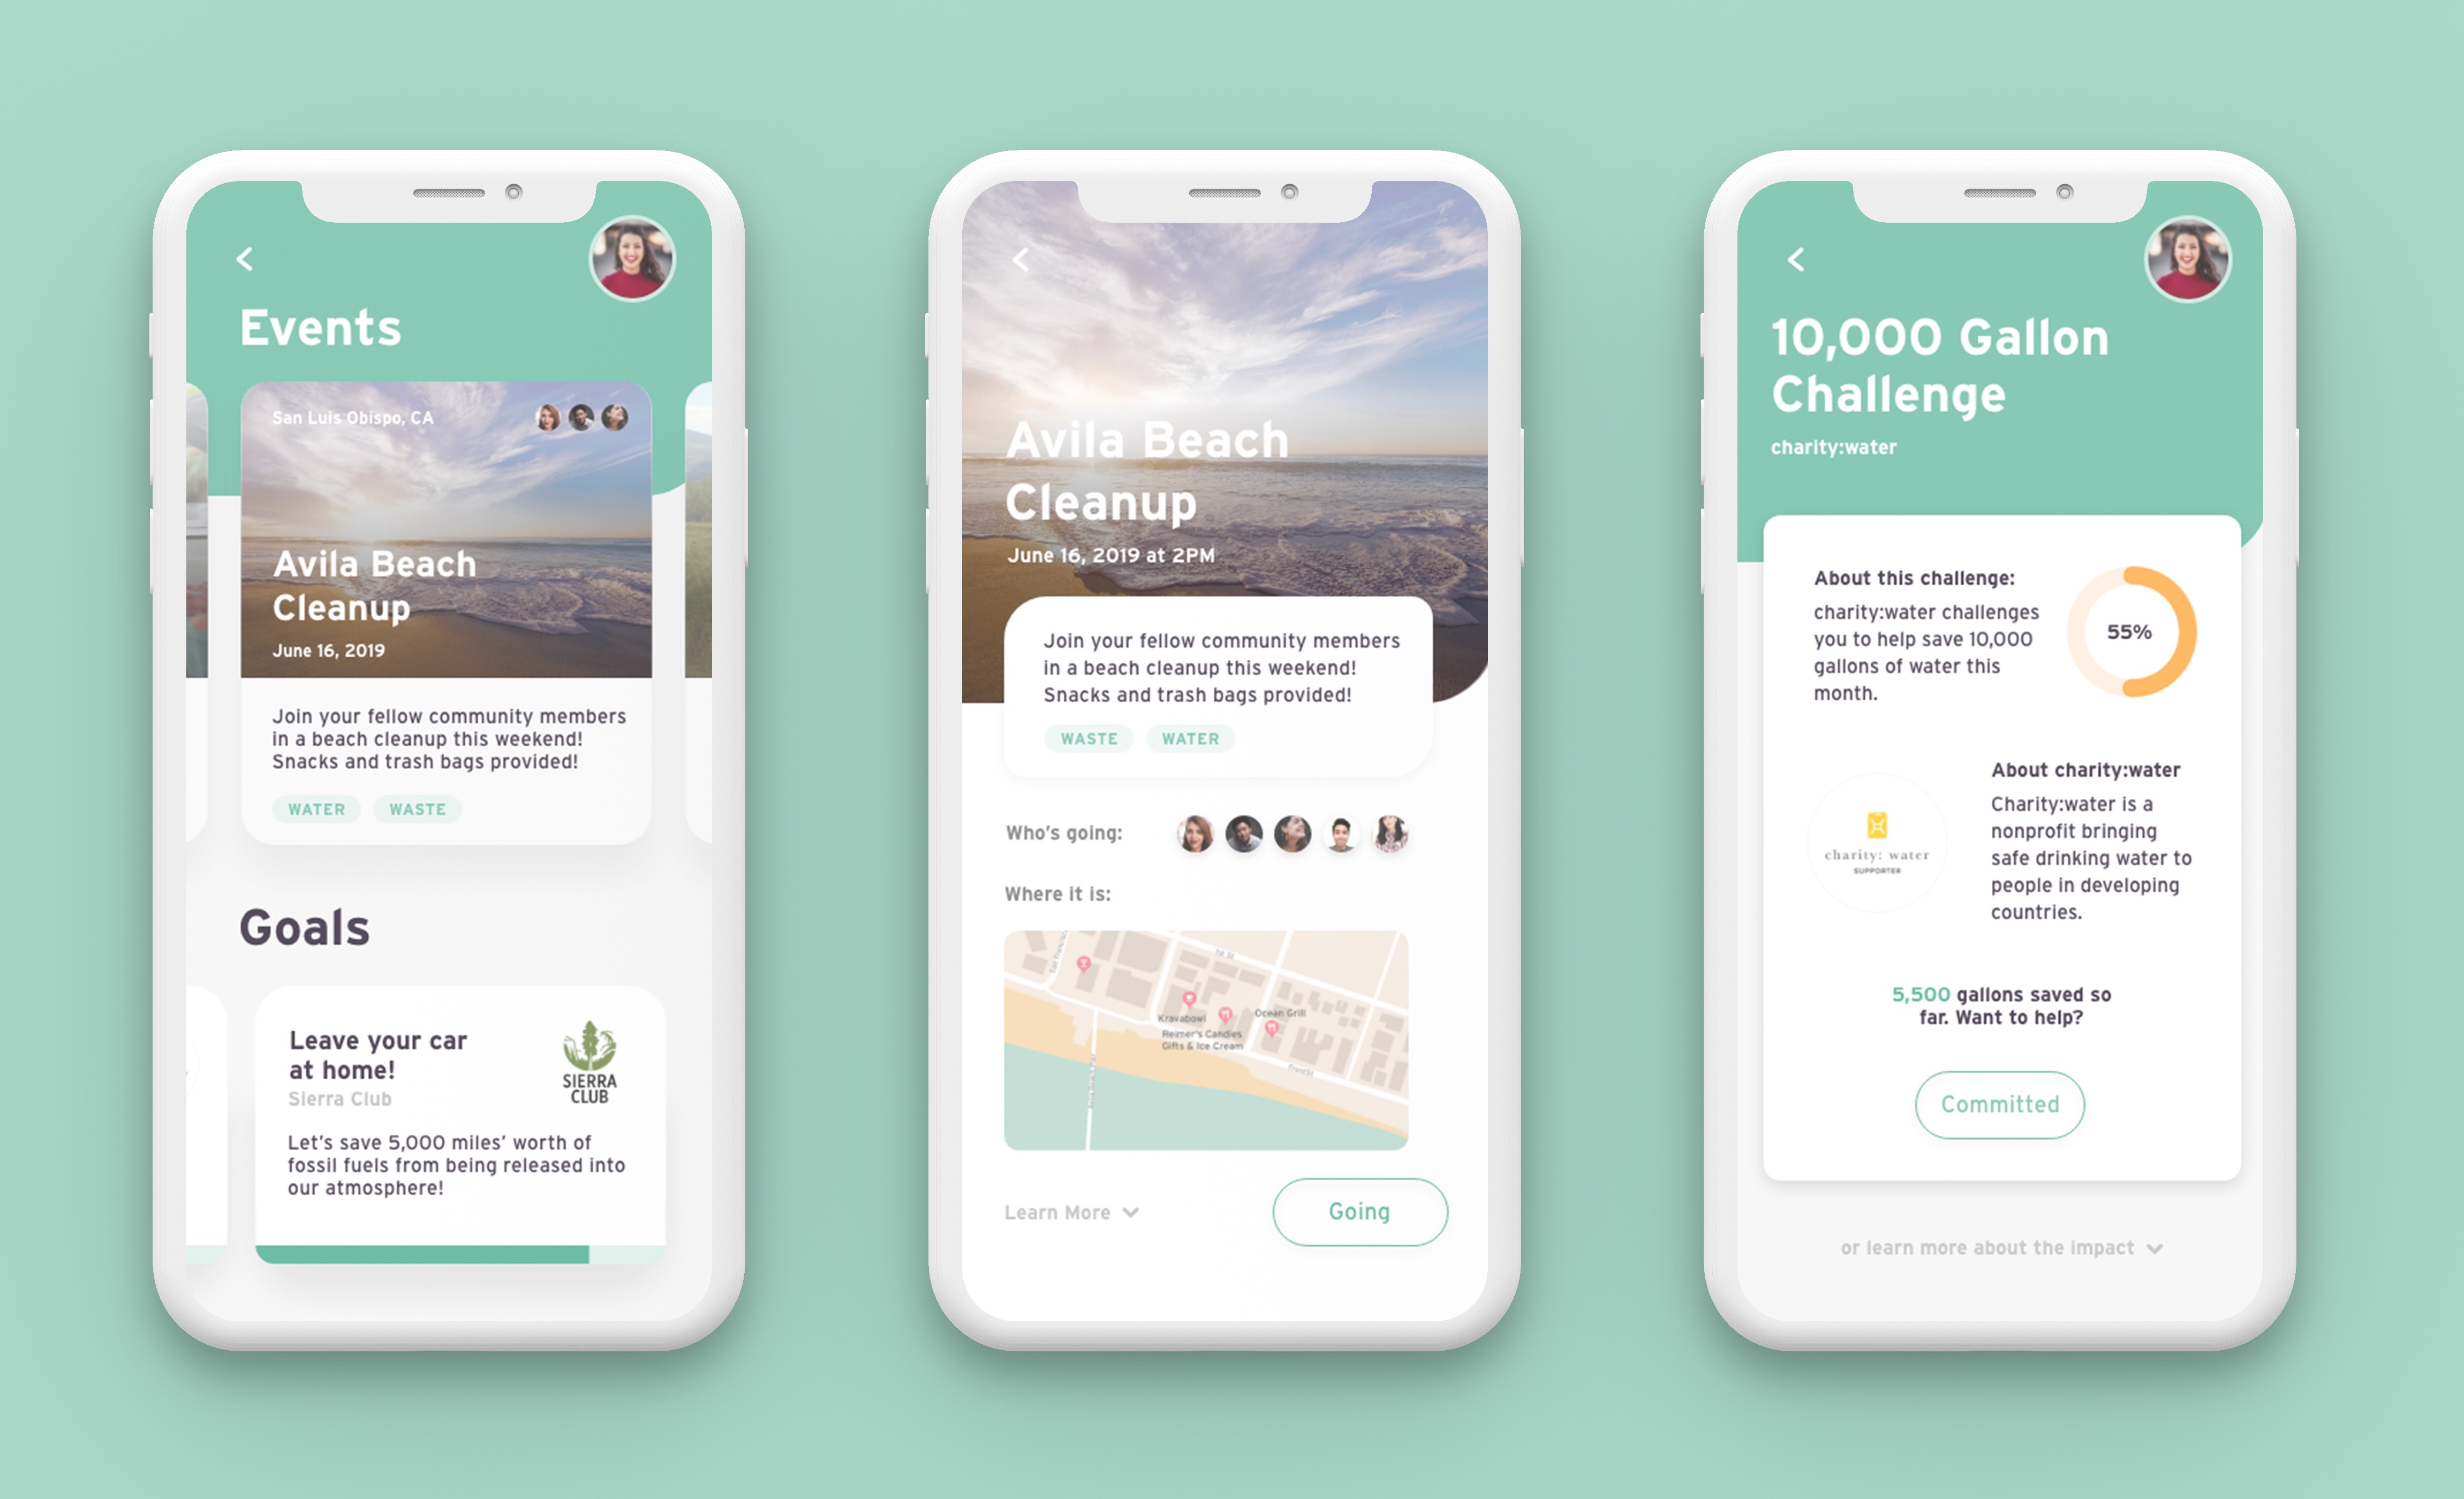 Events
San Luis Obispo, CA
Avila Beach
Cleanup
June 16, 2019
Join your fellow community members
in a beach cleanup this weekend!
Snacks and trash bags provided!
WATER WASTE
Goals
Leave your car
at home!
Sierra Club
SIERRA
CLUB
Let's save 5,000 miles' worth of
fossil fuels from being released into
our atmosphere!
Avila Beach
Cleanup
June 16, 2019 at 2PM
Join your fellow community members
in a beach cleanup this weekend!
Snacks and trash bags provided!
WASTE WATER
Who's going:
Where it is:
San Francisco
1st St
Kravabowl
Ocean Grill
Reimer's Candies
Gifts & Ice Cream
Front St
Learn More
Going
10,000 Gallon
Challenge
charity:water
About this challenge:
charity:water challenges
you to help save 10,000
gallons of water this
month.
55%
About charity:water
Charity:water is a
nonprofit bringing
safe drinking water to
people in developing
countries.
charity: water
SUPPORTER
5,500 gallons saved so
far. Want to help?
Committed
or learn more about the impact